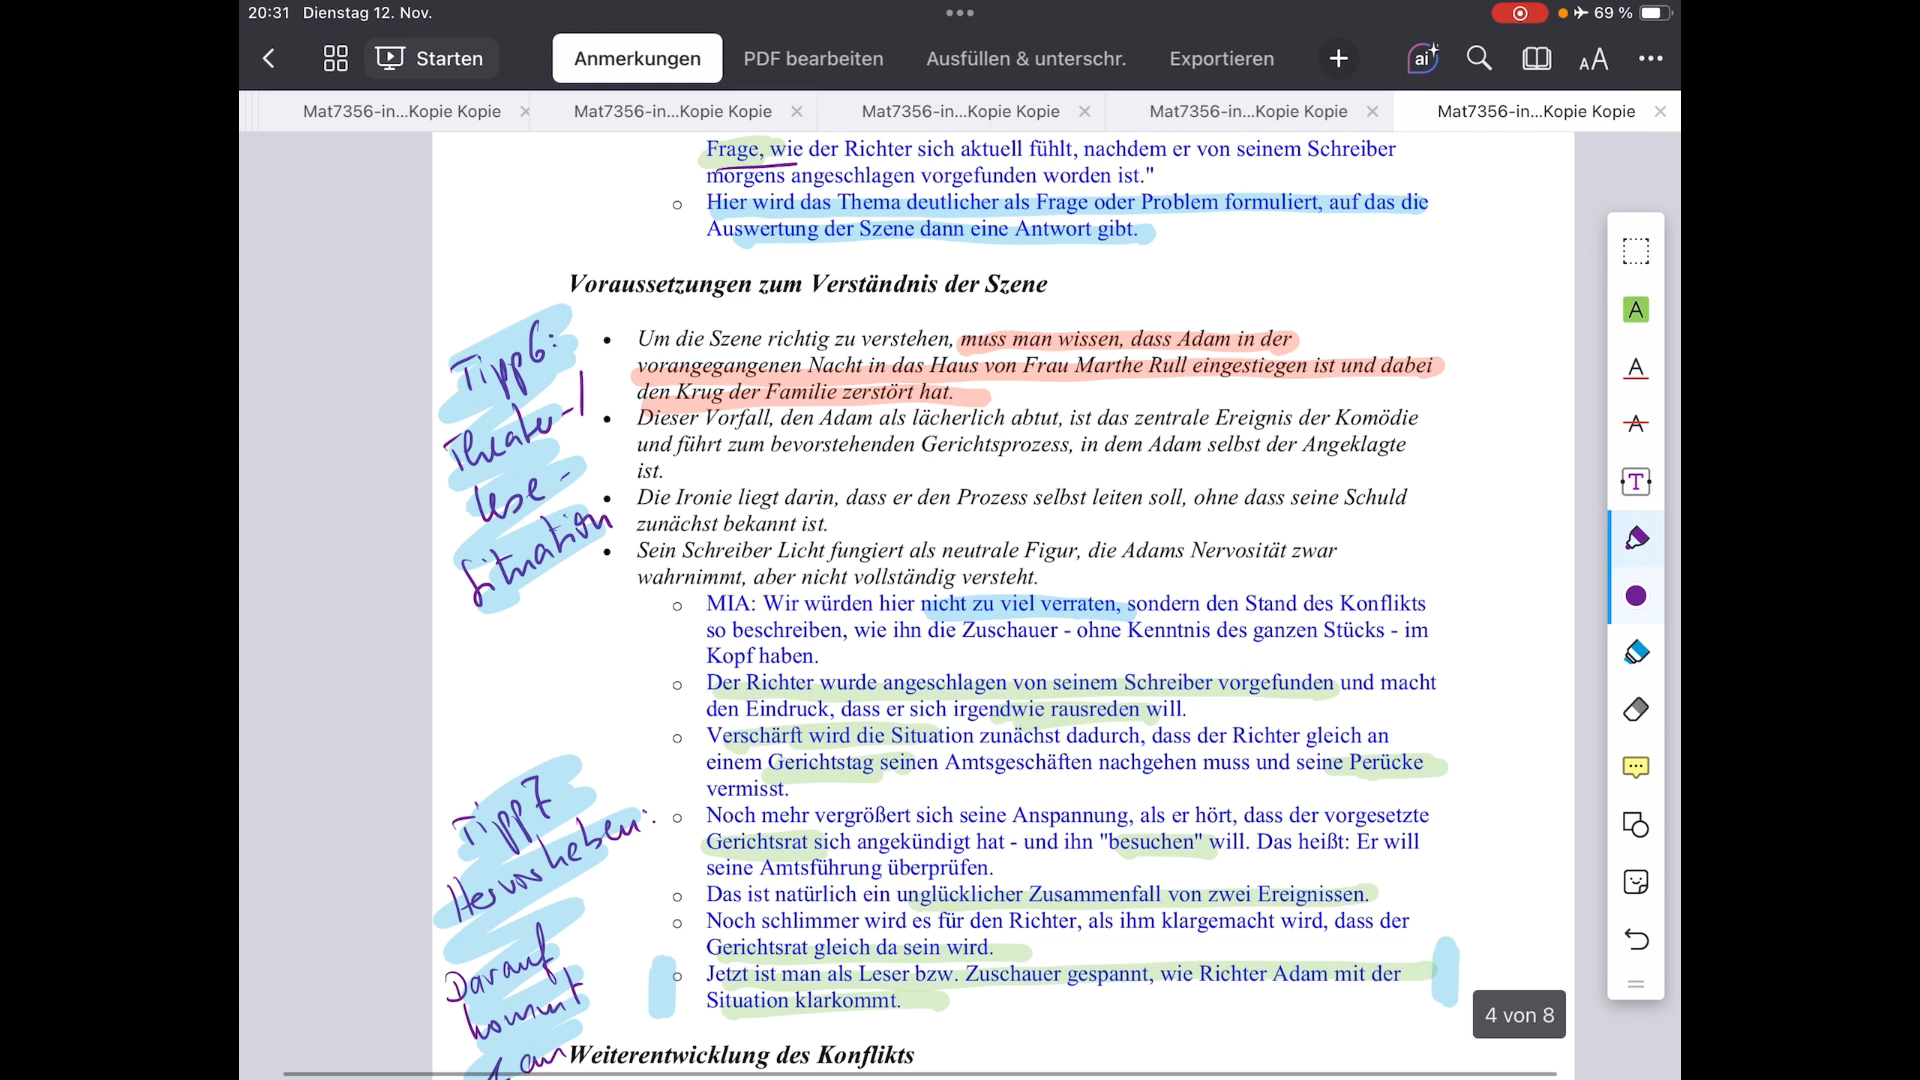 20:31 Dienstag 12. Nov.
69 %
Starten
Anmerkungen
PDF bearbeiten
Ausfüllen & unterschr.
Exportieren
ai
AA
Mat7356-in...Kopie Kopie
Mat7356-in...Kopie Kopie
Mat7356-in...Kopie Kopie
Mat7356-in...Kopie Kopie
Mat7356-in...Kopie Kopie
Frage, wie der Richter sich aktuell fühlt, nachdem er von seinem Schreiber
morgens angeschlagen vorgefunden worden ist."
Hier wird das Thema deutlicher als Frage oder Problem formuliert, auf das die
Auswertung der Szene dann eine Antwort gibt.
Voraussetzungen zum Verständnis der Szene
Tipp 6:
Theater-
lese-
Situation
Um die Szene richtig zu verstehen, muss man wissen, dass Adam in der
vorangegangenen Nacht in das Haus von Frau Marthe Rull eingestiegen ist und dabei
den Krug der Familie zerstört hat.
Dieser Vorfall, den Adam als lächerlich abtut, ist das zentrale Ereignis der Komödie
und führt zum bevorstehenden Gerichtsprozess, in dem Adam selbst der Angeklagte
ist.
Die Ironie liegt darin, dass er den Prozess selbst leiten soll, ohne dass seine Schuld
zunächst bekannt ist.
Sein Schreiber Licht fungiert als neutrale Figur, die Adams Nervosität zwar
wahrnimmt, aber nicht vollständig versteht.
MIA: Wir würden hier nicht zu viel verraten, sondern den Stand des Konflikts
so beschreiben, wie ihn die Zuschauer - ohne Kenntnis des ganzen Stücks - im
Kopf haben.
Der Richter wurde angeschlagen von seinem Schreiber vorgefunden und macht
den Eindruck, dass er sich irgendwie rausreden will.
Verschärft wird die Situation zunächst dadurch, dass der Richter gleich an
einem Gerichtstag seinen Amtsgeschäften nachgehen muss und seine Perücke
vermisst.
Tipp 7
Hervorheben:
Darauf
kommt
an
Noch mehr vergrößert sich seine Anspannung, als er hört, dass der vorgesetzte
Gerichtsrat sich angekündigt hat - und ihn "besuchen" will. Das heißt: Er will
seine Amtsführung überprüfen.
Das ist natürlich ein unglücklicher Zusammenfall von zwei Ereignissen.
Noch schlimmer wird es für den Richter, als ihm klargemacht wird, dass der
Gerichtsrat gleich da sein wird.
Jetzt ist man als Leser bzw. Zuschauer gespannt, wie Richter Adam mit der
Situation klarkommt.
Weiterentwicklung des Konflikts
4 von 8
A
A
A
T